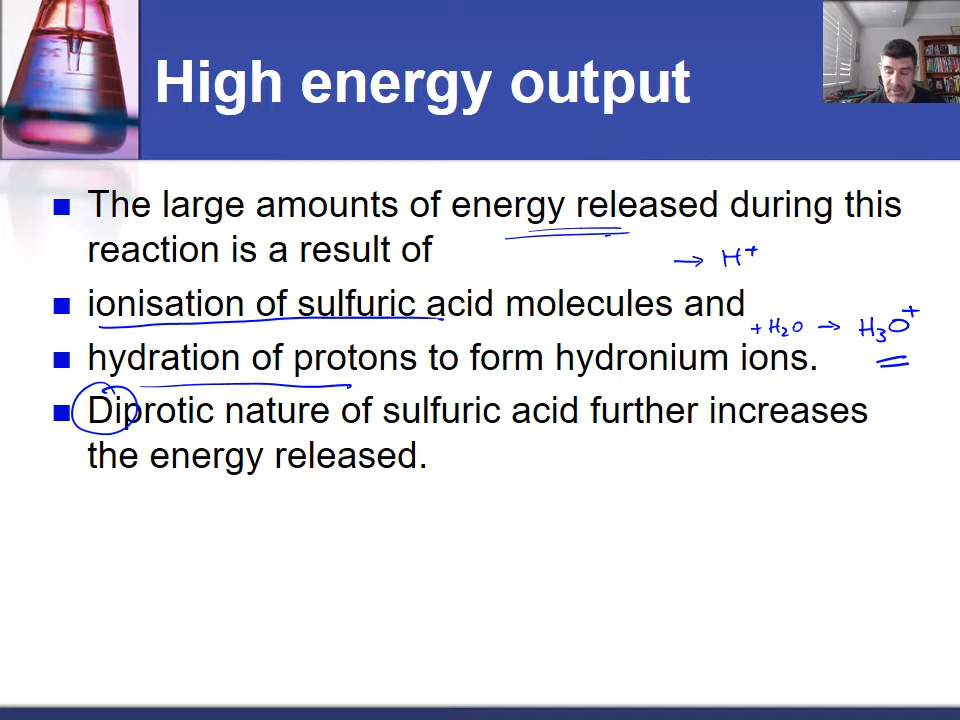 High energy output
The large amounts of energy released during this
reaction is a result of
→ H⁺
ionisation of sulfuric acid molecules and
+ H₂O → H₃O⁺
hydration of protons to form hydronium ions.
Diprotic nature of sulfuric acid further increases
the energy released.